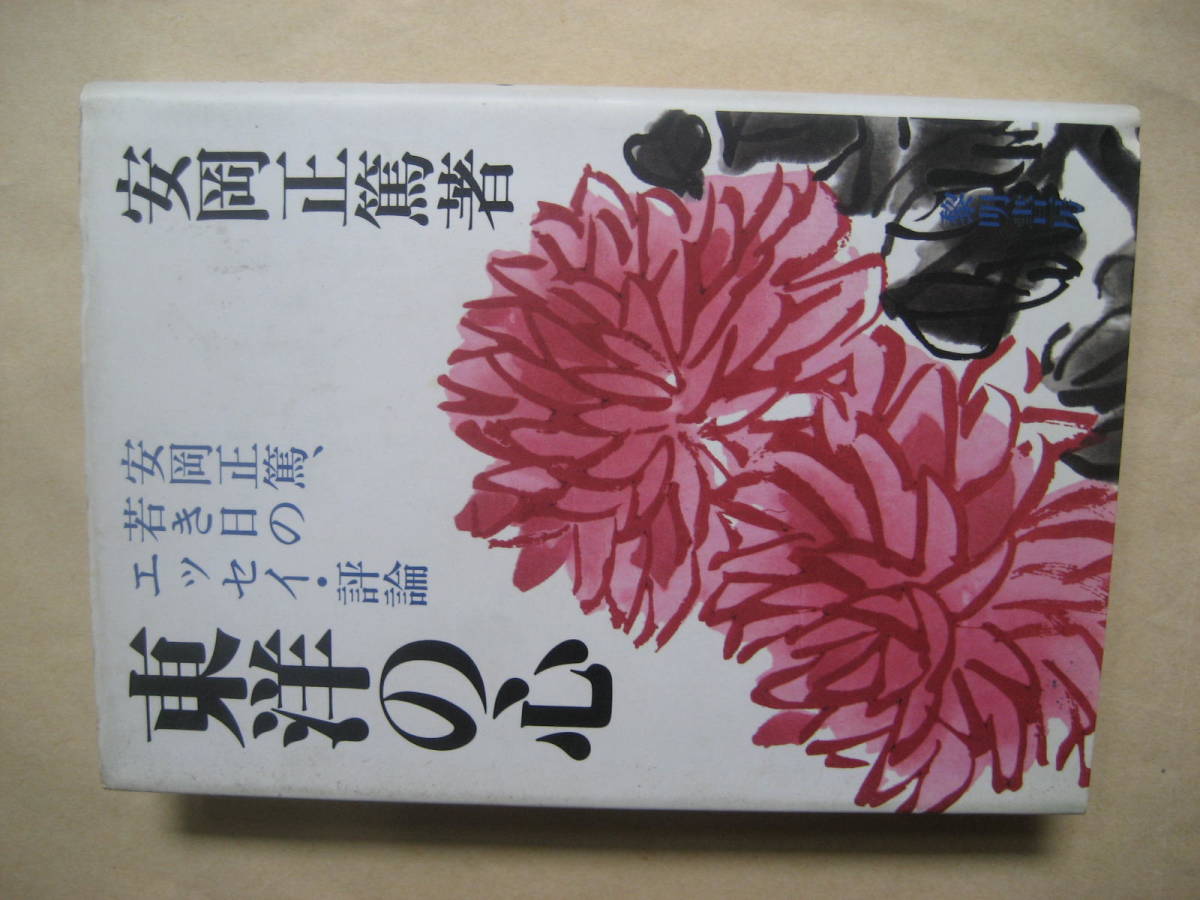 東洋の心
安岡正篤、
若き日の
エッセイ・評論
安岡正篤著
黎明書房